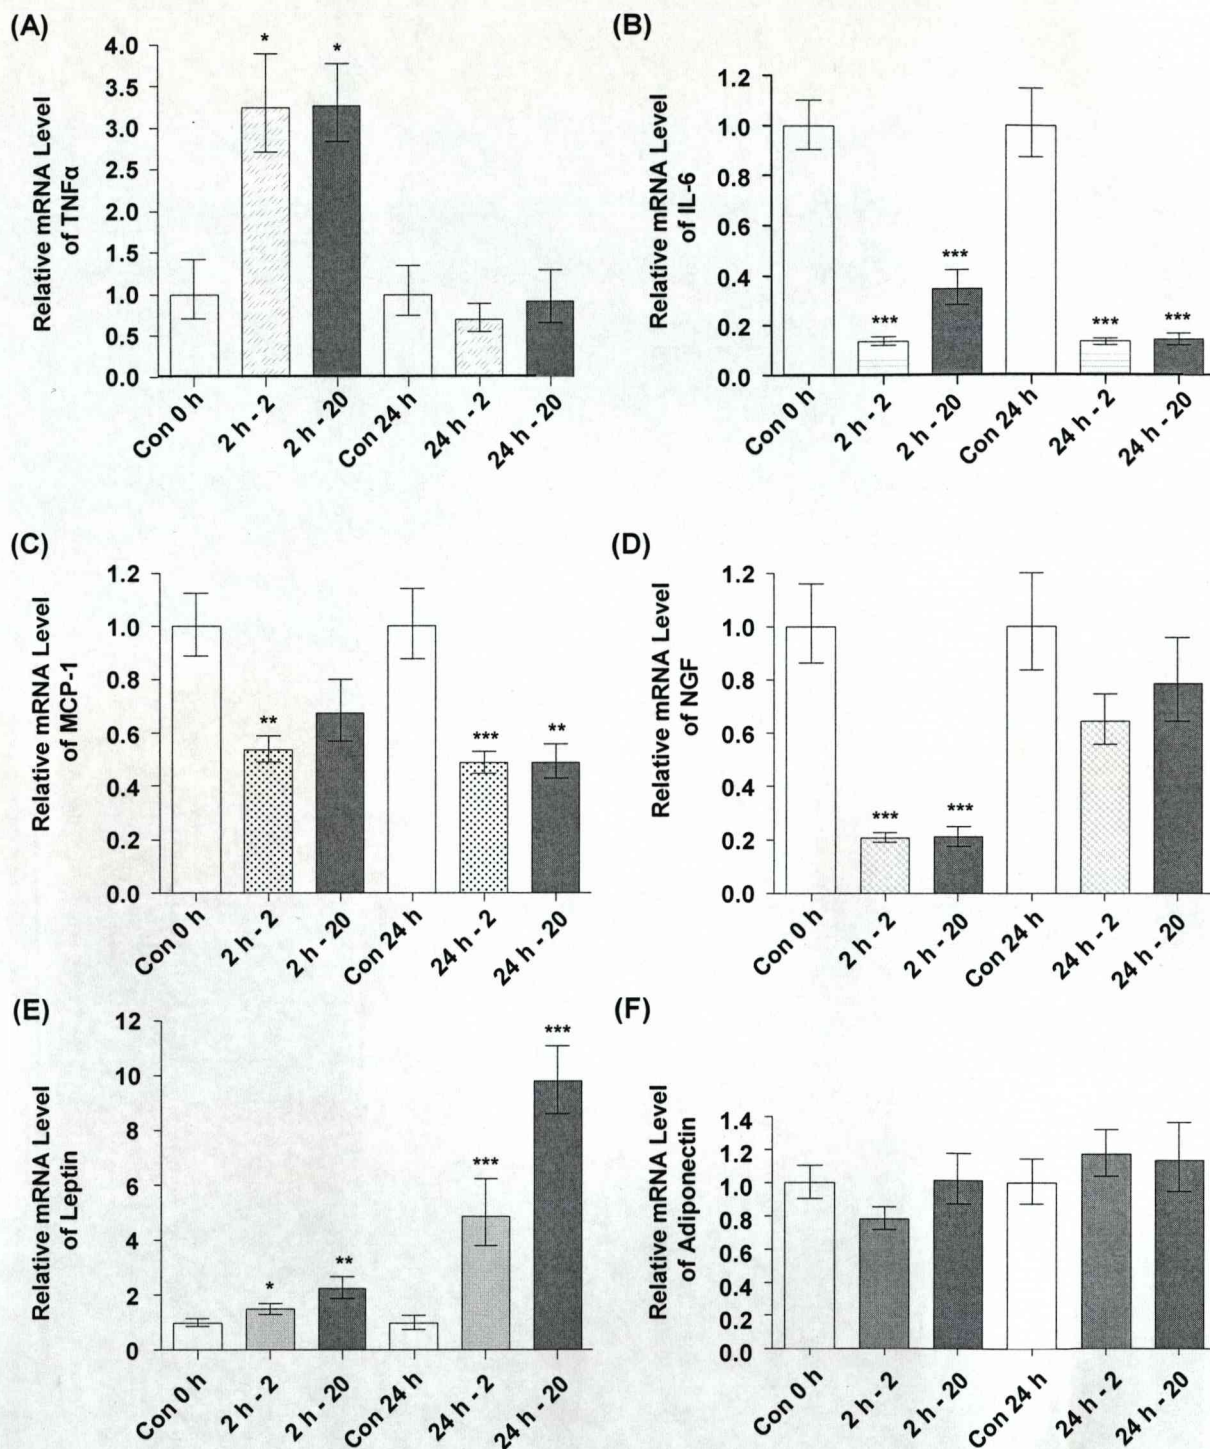 (A)
Relative mRNA Level
of TNFα
4.0
3.5
3.0
2.5
2.0
1.5
1.0
0.5
0.0
*
*
Con 0 h
2 h - 2
2 h - 20
Con 24 h
24 h - 2
24 h - 20
(B)
Relative mRNA Level
of IL-6
1.2
1.0
0.8
0.6
0.4
0.2
0.0
***
***
***
***
Con 0 h
2 h - 2
2 h - 20
Con 24 h
24 h - 2
24 h - 20
(C)
Relative mRNA Level
of MCP-1
1.2
1.0
0.8
0.6
0.4
0.2
0.0
**
***
**
Con 0 h
2 h - 2
2 h - 20
Con 24 h
24 h - 2
24 h - 20
(D)
Relative mRNA Level
of NGF
1.2
1.0
0.8
0.6
0.4
0.2
0.0
***
***
Con 0 h
2 h - 2
2 h - 20
Con 24 h
24 h - 2
24 h - 20
(E)
Relative mRNA Level
of Leptin
12
10
8
6
4
2
0
*
**
***
***
Con 0 h
2 h - 2
2 h - 20
Con 24 h
24 h - 2
24 h - 20
(F)
Relative mRNA Level
of Adiponectin
1.4
1.2
1.0
0.8
0.6
0.4
0.2
0.0
Con 0 h
2 h - 2
2 h - 20
Con 24 h
24 h - 2
24 h - 20